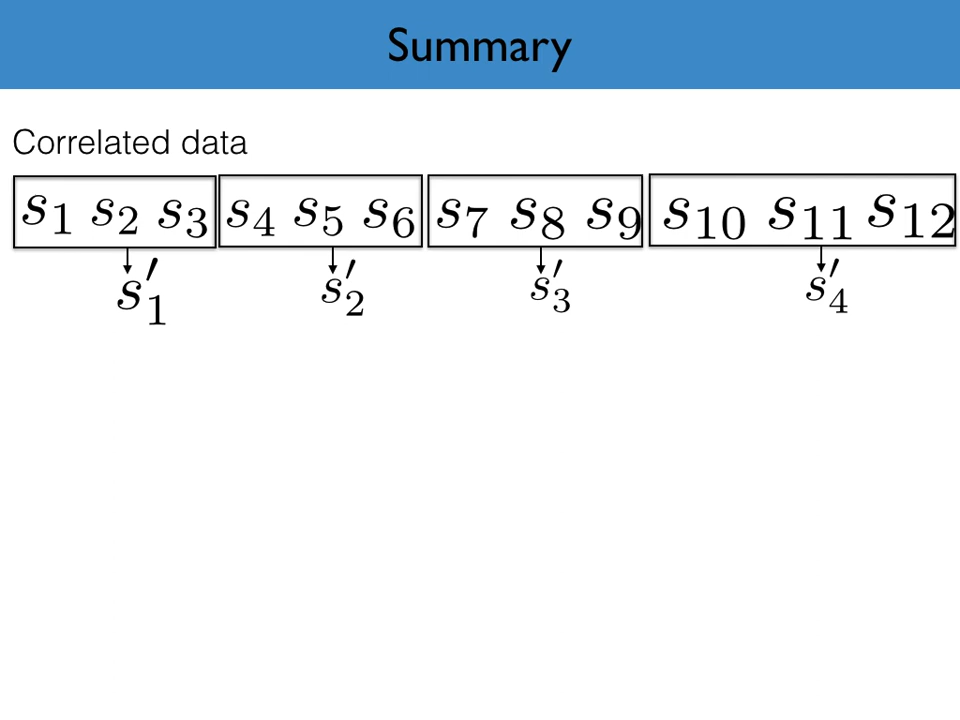 Summary
Correlated data
s₁ s₂ s₃ s₄ s₅ s₆ s₇ s₈ s₉ s₁₀ s₁₁ s₁₂
s′₁ s′₂ s′₃ s′₄